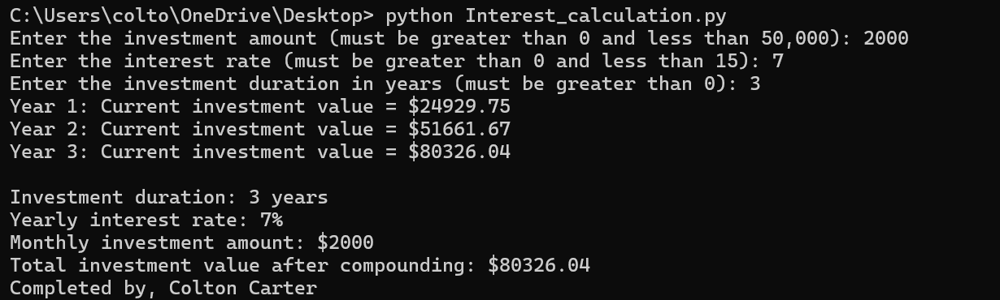 C:\Users\colto\OneDrive\Desktop> python Interest_calculation.py
Enter the investment amount (must be greater than 0 and less than 50,000): 2000
Enter the interest rate (must be greater than 0 and less than 15): 7
Enter the investment duration in years (must be greater than 0): 3
Year 1: Current investment value = $24929.75
Year 2: Current investment value = $51661.67
Year 3: Current investment value = $80326.04
Investment duration: 3 years
Yearly interest rate: 7%
Monthly investment amount: $2000
Total investment value after compounding: $80326.04
Completed by, Colton Carter